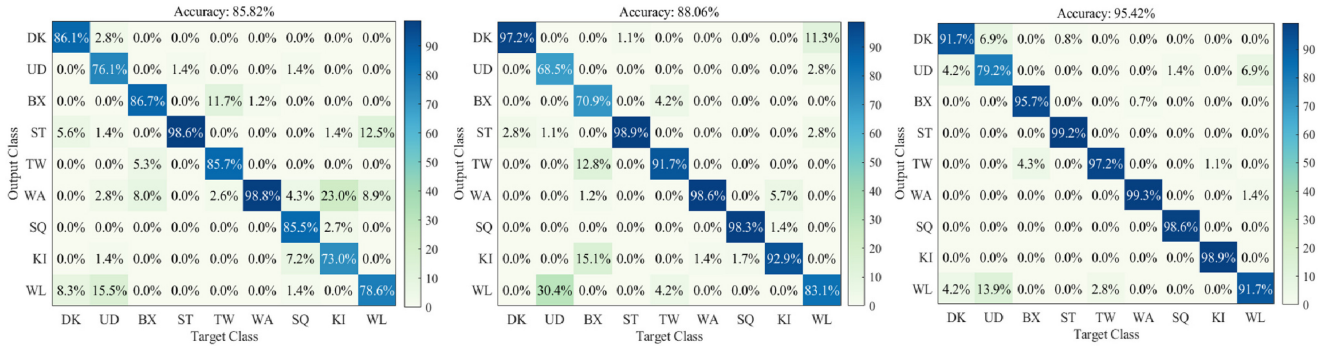 Accuracy: 85.82%
DK 86.1% 2.8% 0.0% 0.0% 0.0% 0.0% 0.0% 0.0% 0.0%
UD 0.0% 76.1% 0.0% 1.4% 0.0% 0.0% 1.4% 0.0% 0.0%
BX 0.0% 0.0% 86.7% 0.0% 11.7% 1.2% 0.0% 0.0% 0.0%
ST 5.6% 1.4% 0.0% 98.6% 0.0% 0.0% 0.0% 1.4% 12.5%
TW 0.0% 0.0% 5.3% 0.0% 85.7% 0.0% 0.0% 0.0% 0.0%
WA 0.0% 2.8% 8.0% 0.0% 2.6% 98.8% 4.3% 23.0% 8.9%
SQ 0.0% 0.0% 0.0% 0.0% 0.0% 0.0% 85.5% 2.7% 0.0%
KI 0.0% 1.4% 0.0% 0.0% 0.0% 0.0% 7.2% 73.0% 0.0%
WL 8.3% 15.5% 0.0% 0.0% 0.0% 0.0% 1.4% 0.0% 78.6%
DK UD BX ST TW WA SQ KI WL
Target Class
Output Class
90
80
70
60
50
40
30
20
10
0
Accuracy: 88.06%
DK 97.2% 0.0% 0.0% 1.1% 0.0% 0.0% 0.0% 0.0% 11.3%
UD 0.0% 68.5% 0.0% 0.0% 0.0% 0.0% 0.0% 0.0% 2.8%
BX 0.0% 0.0% 70.9% 0.0% 4.2% 0.0% 0.0% 0.0% 0.0%
ST 2.8% 1.1% 0.0% 98.9% 0.0% 0.0% 0.0% 0.0% 2.8%
TW 0.0% 0.0% 12.8% 0.0% 91.7% 0.0% 0.0% 0.0% 0.0%
WA 0.0% 0.0% 1.2% 0.0% 0.0% 98.6% 0.0% 5.7% 0.0%
SQ 0.0% 0.0% 0.0% 0.0% 0.0% 0.0% 98.3% 1.4% 0.0%
KI 0.0% 0.0% 15.1% 0.0% 0.0% 1.4% 1.7% 92.9% 0.0%
WL 0.0% 30.4% 0.0% 0.0% 4.2% 0.0% 0.0% 0.0% 83.1%
DK UD BX ST TW WA SQ KI WL
Target Class
Output Class
90
80
70
60
50
40
30
20
10
0
Accuracy: 95.42%
DK 91.7% 6.9% 0.0% 0.8% 0.0% 0.0% 0.0% 0.0% 0.0%
UD 4.2% 79.2% 0.0% 0.0% 0.0% 0.0% 1.4% 0.0% 6.9%
BX 0.0% 0.0% 95.7% 0.0% 0.0% 0.7% 0.0% 0.0% 0.0%
ST 0.0% 0.0% 0.0% 99.2% 0.0% 0.0% 0.0% 0.0% 0.0%
TW 0.0% 0.0% 4.3% 0.0% 97.2% 0.0% 0.0% 1.1% 0.0%
WA 0.0% 0.0% 0.0% 0.0% 0.0% 99.3% 0.0% 0.0% 1.4%
SQ 0.0% 0.0% 0.0% 0.0% 0.0% 0.0% 98.6% 0.0% 0.0%
KI 0.0% 0.0% 0.0% 0.0% 0.0% 0.0% 0.0% 98.9% 0.0%
WL 4.2% 13.9% 0.0% 0.0% 2.8% 0.0% 0.0% 0.0% 91.7%
DK UD BX ST TW WA SQ KI WL
Target Class
Output Class
90
80
70
60
50
40
30
20
10
0